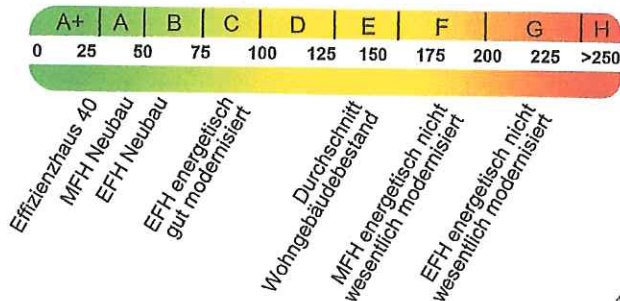 A+ A B C D E F G H
0 25 50 75 100 125 150 175 200 225 >250
Effizienzhaus 40
MFH Neubau
EFH Neubau
EFH energetisch
gut modernisiert
Durchschnitt
Wohngebäudebestand
MFH energetisch nicht
wesentlich modernisiert
EFH energetisch nicht
wesentlich modernisiert